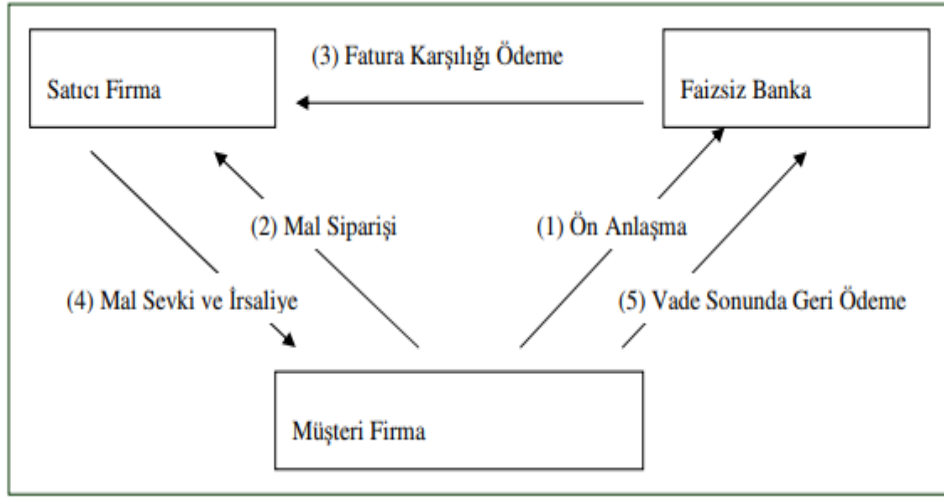 (3) Fatura Karşılığı Ödeme
Satıcı Firma
Faizsiz Banka
(2) Mal Siparişi
(1) Ön Anlaşma
(4) Mal Sevki ve İrsaliye
(5) Vade Sonunda Geri Ödeme
Müşteri Firma